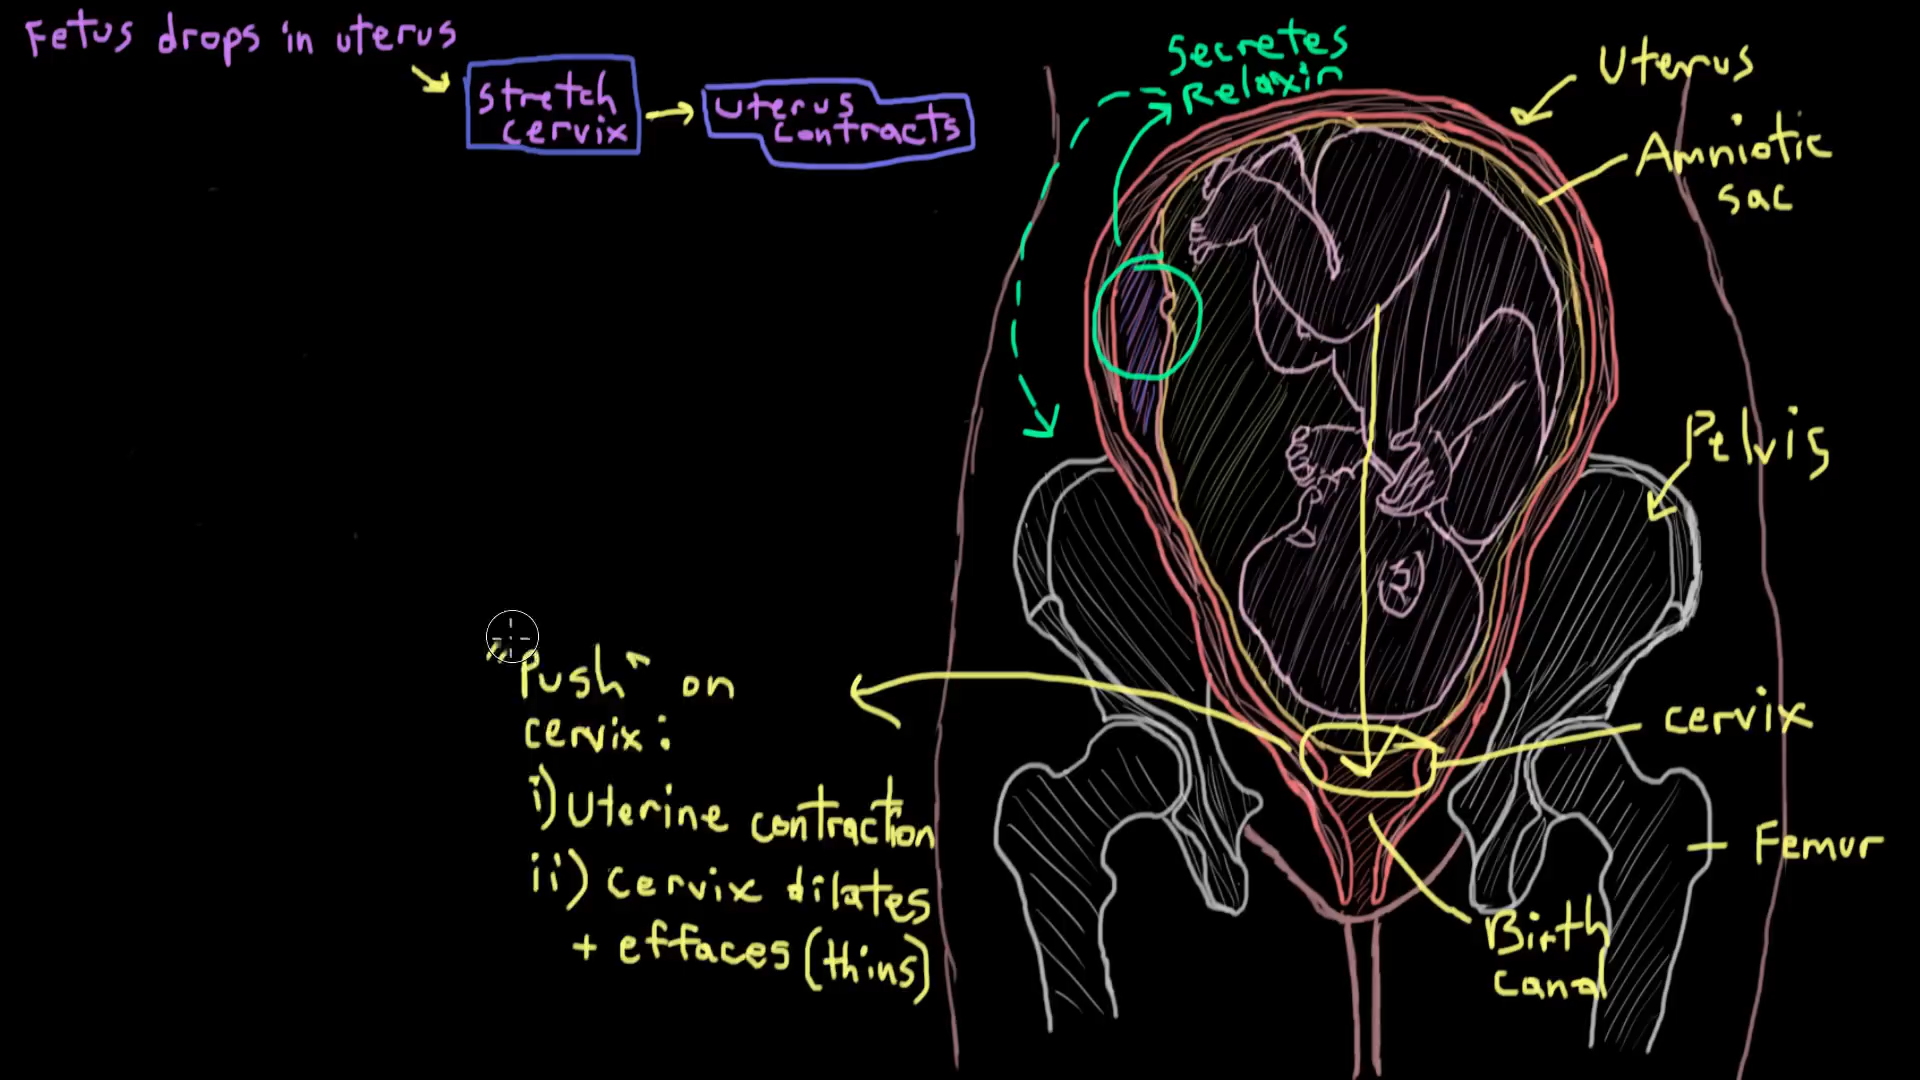 Fetus drops in uterus
stretch
cervix
uterus
contracts
Secretes
Relaxin
Uterus
Amniotic
sac
Pelvis
"Push" on
cervix:
i) Uterine contraction
ii) cervix dilates
+ effaces (thins)
cervix
Femur
Birth
canal